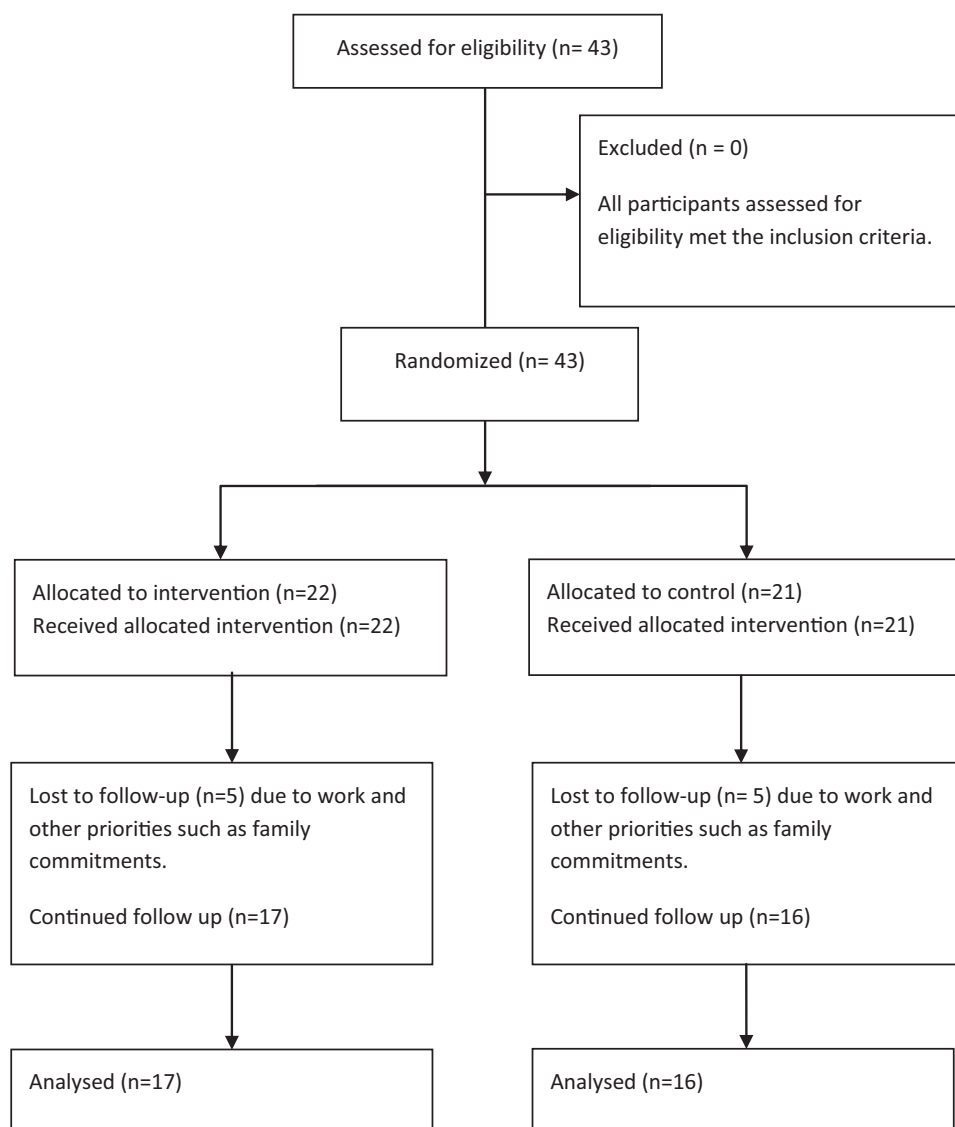 Assessed for eligibility (n= 43)
Excluded (n = 0)
All participants assessed for
eligibility met the inclusion criteria.
Randomized (n= 43)
Allocated to intervention (n=22)
Received allocated intervention (n=22)
Allocated to control (n=21)
Received allocated intervention (n=21)
Lost to follow-up (n=5) due to work and
other priorities such as family
commitments.
Continued follow up (n=17)
Lost to follow-up (n= 5) due to work and
other priorities such as family
commitments.
Continued follow up (n=16)
Analysed (n=17)
Analysed (n=16)